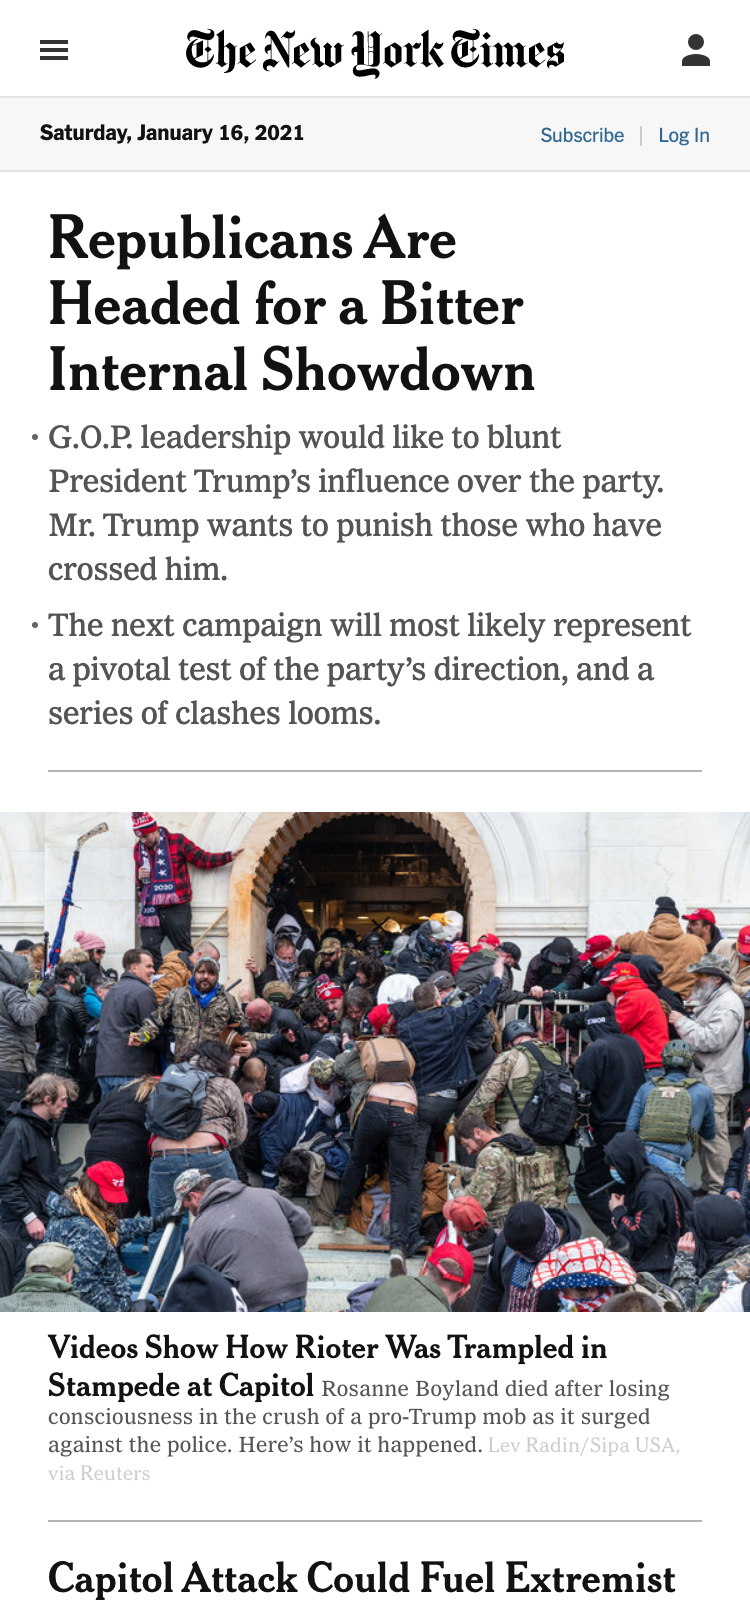 The New York Times
Saturday, January 16, 2021
Subscribe | Log In
Republicans Are
Headed for a Bitter
Internal Showdown
• G.O.P. leadership would like to blunt
President Trump’s influence over the party.
Mr. Trump wants to punish those who have
crossed him.
• The next campaign will most likely represent
a pivotal test of the party’s direction, and a
series of clashes looms.
2020
Videos Show How Rioter Was Trampled in
Stampede at Capitol Rosanne Boyland died after losing
consciousness in the crush of a pro-Trump mob as it surged
against the police. Here’s how it happened. Lev Radin/Sipa USA,
via Reuters
Capitol Attack Could Fuel Extremist